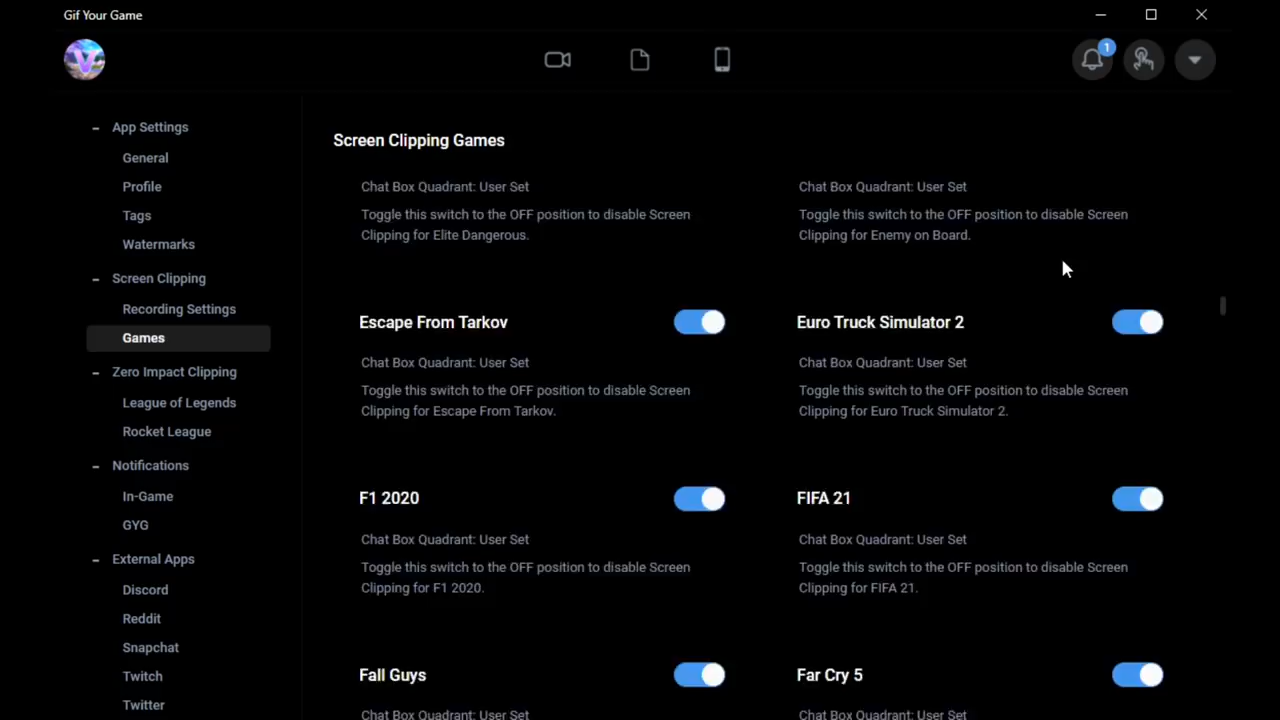 Gif Your Game
1
App Settings
General
Profile
Tags
Watermarks
Screen Clipping
Recording Settings
Games
Zero Impact Clipping
League of Legends
Rocket League
Notifications
In-Game
GYG
External Apps
Discord
Reddit
Snapchat
Twitch
Twitter
Screen Clipping Games
Chat Box Quadrant: User Set
Toggle this switch to the OFF position to disable Screen
Clipping for Elite Dangerous.
Chat Box Quadrant: User Set
Toggle this switch to the OFF position to disable Screen
Clipping for Enemy on Board.
Escape From Tarkov
Chat Box Quadrant: User Set
Toggle this switch to the OFF position to disable Screen
Clipping for Escape From Tarkov.
Euro Truck Simulator 2
Chat Box Quadrant: User Set
Toggle this switch to the OFF position to disable Screen
Clipping for Euro Truck Simulator 2.
F1 2020
Chat Box Quadrant: User Set
Toggle this switch to the OFF position to disable Screen
Clipping for F1 2020.
FIFA 21
Chat Box Quadrant: User Set
Toggle this switch to the OFF position to disable Screen
Clipping for FIFA 21.
Fall Guys
Chat Box Quadrant: User Set
Far Cry 5
Chat Box Quadrant: User Set